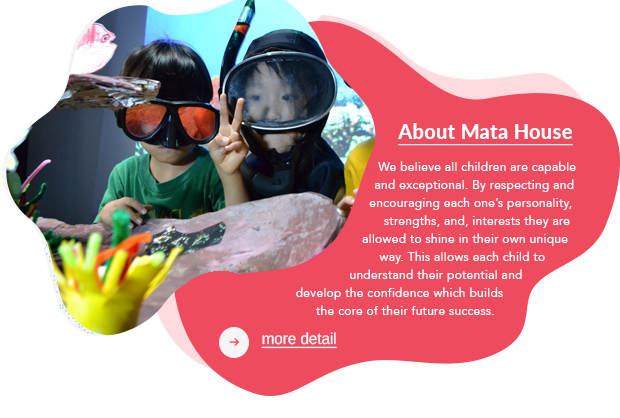 About Mata House
We believe all children are capable
and exceptional. By respecting and
encouraging each one's personality,
strengths, and, interests they are
allowed to shine in their own unique
way. This allows each child to
understand their potential and
develop the confidence which builds
the core of their future success.
more detail